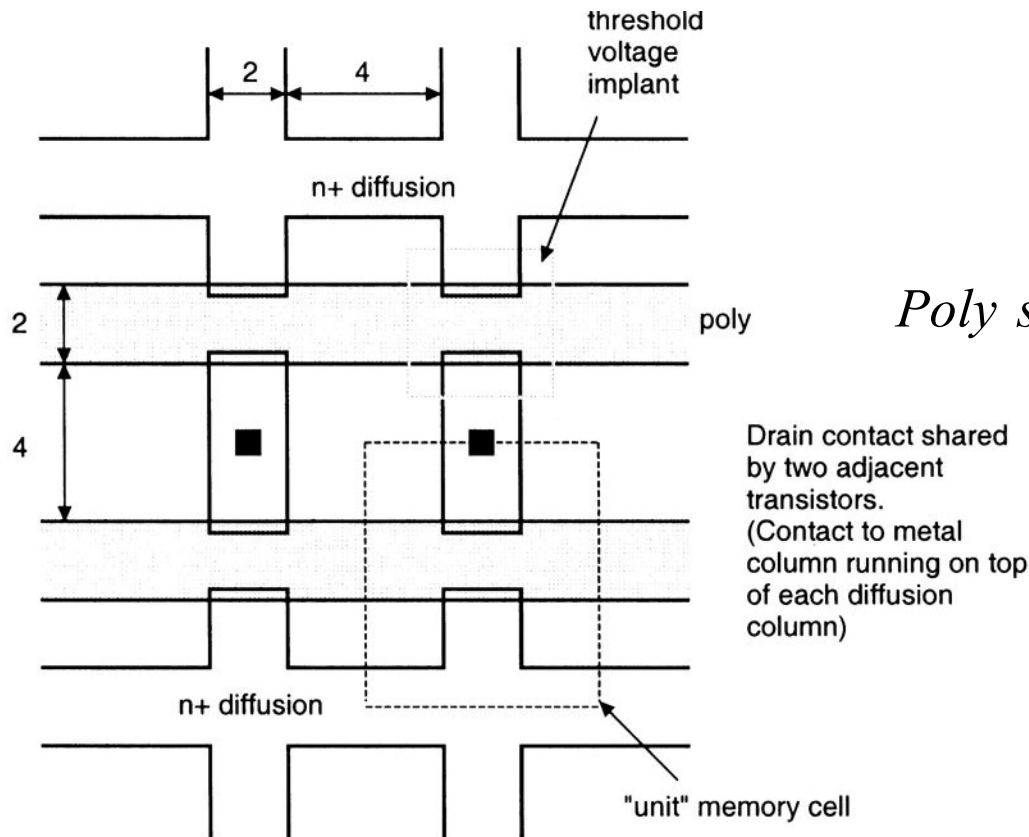 threshold
voltage
implant
2
4
n+ diffusion
2
poly
Poly s
4
Drain contact shared
by two adjacent
transistors.
(Contact to metal
column running on top
of each diffusion
column)
n+ diffusion
"unit" memory cell